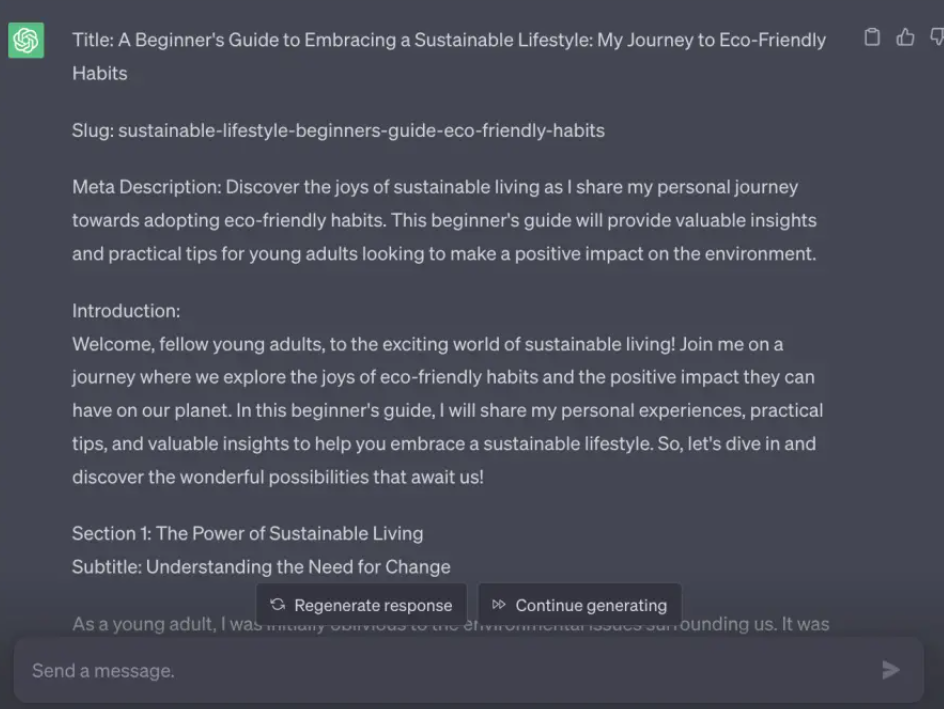 Title: A Beginner's Guide to Embracing a Sustainable Lifestyle: My Journey to Eco-Friendly
Habits
Slug: sustainable-lifestyle-beginners-guide-eco-friendly-habits
Meta Description: Discover the joys of sustainable living as I share my personal journey
towards adopting eco-friendly habits. This beginner's guide will provide valuable insights
and practical tips for young adults looking to make a positive impact on the environment.
Introduction:
Welcome, fellow young adults, to the exciting world of sustainable living! Join me on a
journey where we explore the joys of eco-friendly habits and the positive impact they can
have on our planet. In this beginner's guide, I will share my personal experiences, practical
tips, and valuable insights to help you embrace a sustainable lifestyle. So, let's dive in and
discover the wonderful possibilities that await us!
Section 1: The Power of Sustainable Living
Subtitle: Understanding the Need for Change
Regenerate response
Continue generating
As a young adult, I was initially oblivious to the environmental issues surrounding us. It was
Send a message.